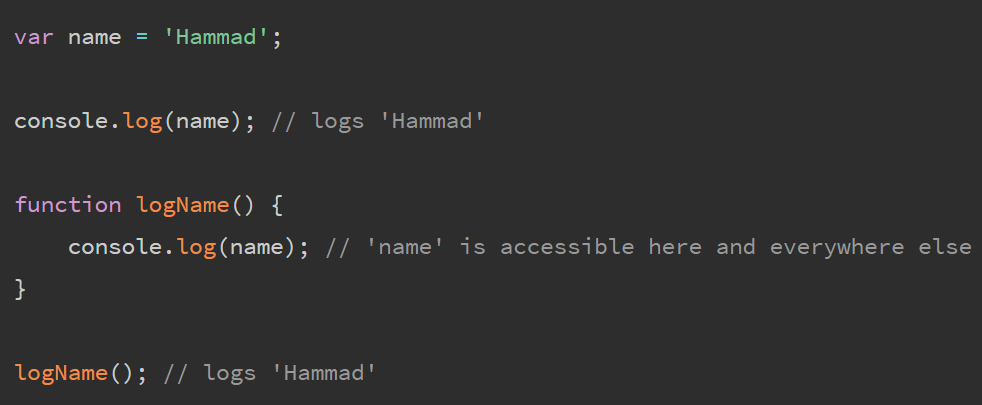 var name = 'Hammad';
console.log(name); // logs 'Hammad'
function logName() {
    console.log(name); // 'name' is accessible here and everywhere else
}
logName(); // logs 'Hammad'